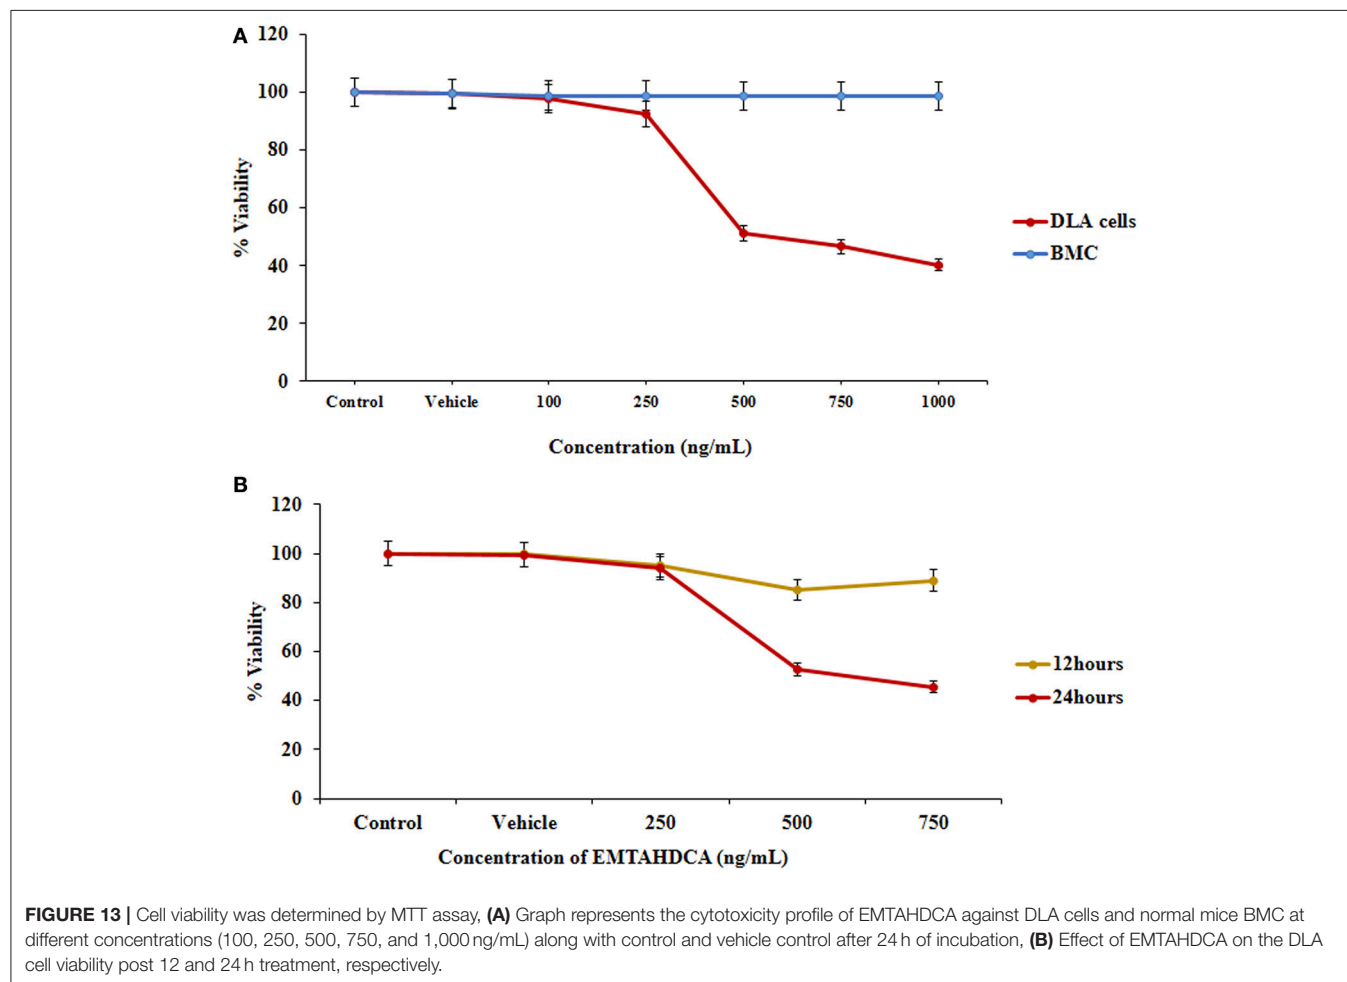 A
120
100
80
60
40
20
0
% Viability
Control Vehicle 100 250 500 750 1000
Concentration (ng/mL)
DLA cells
BMC
B
120
100
80
60
40
20
0
% Viability
Control Vehicle 250 500 750
Concentration of EMTAHDCA (ng/mL)
12hours
24hours
FIGURE 13 | Cell viability was determined by MTT assay, (A) Graph represents the cytotoxicity profile of EMTAHDCA against DLA cells and normal mice BMC at
different concentrations (100, 250, 500, 750, and 1,000 ng/mL) along with control and vehicle control after 24 h of incubation, (B) Effect of EMTAHDCA on the DLA
cell viability post 12 and 24 h treatment, respectively.